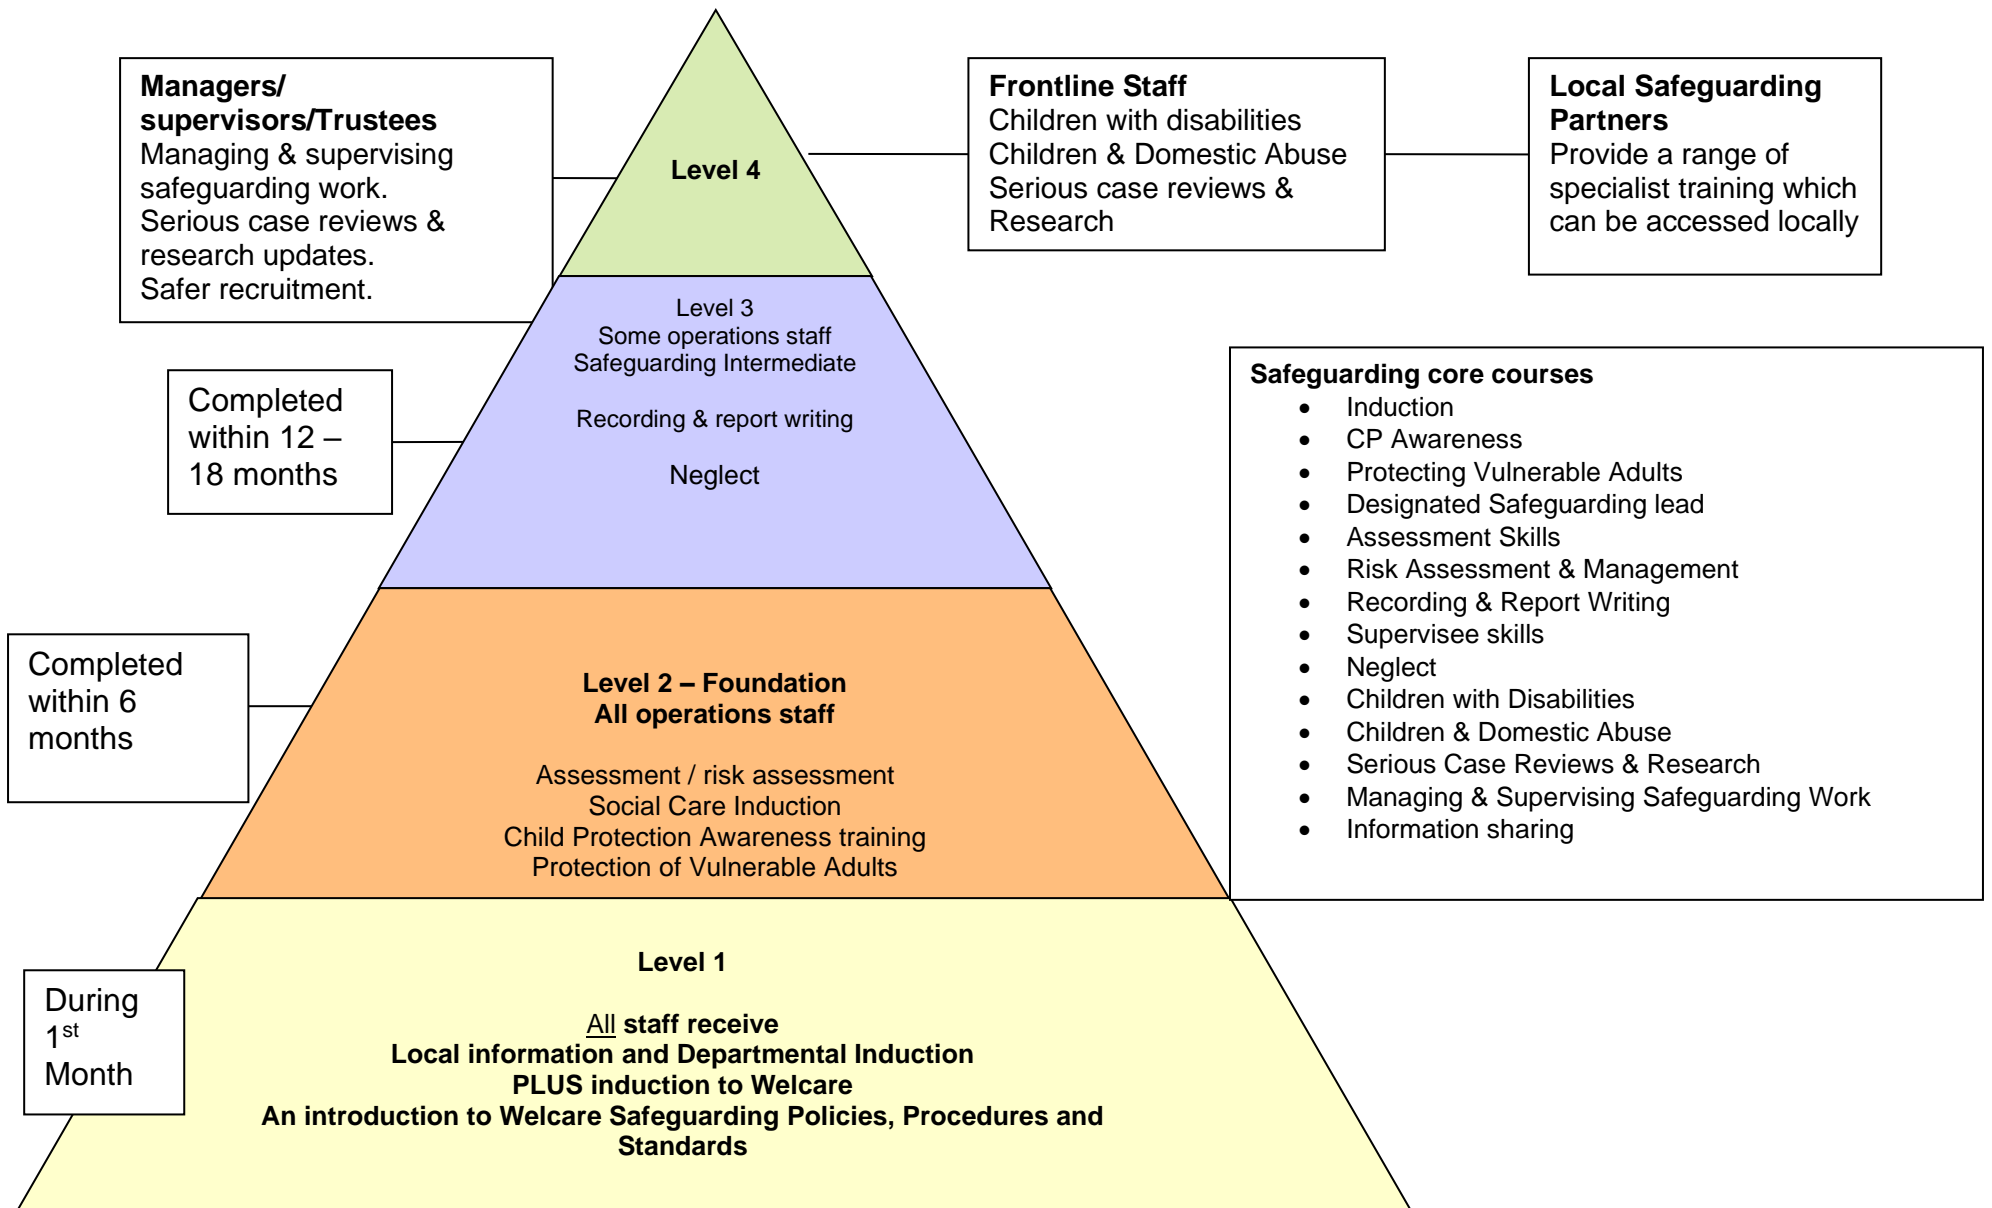 Managers/
supervisors/Trustees
Managing & supervising
safeguarding work.
Serious case reviews &
research updates.
Safer recruitment.
Level 4
Frontline Staff
Children with disabilities
Children & Domestic Abuse
Serious case reviews &
Research
Local Safeguarding
Partners
Provide a range of
specialist training which
can be accessed locally
Level 3
Some operations staff
Safeguarding Intermediate
Recording & report writing
Neglect
Completed
within 12 –
18 months
Safeguarding core courses
• Induction
• CP Awareness
• Protecting Vulnerable Adults
• Designated Safeguarding lead
• Assessment Skills
• Risk Assessment & Management
• Recording & Report Writing
• Supervisee skills
• Neglect
• Children with Disabilities
• Children & Domestic Abuse
• Serious Case Reviews & Research
• Managing & Supervising Safeguarding Work
• Information sharing
Completed
within 6
months
Level 2 – Foundation
All operations staff
Assessment / risk assessment
Social Care Induction
Child Protection Awareness training
Protection of Vulnerable Adults
During
1st
Month
Level 1
All staff receive
Local information and Departmental Induction
PLUS induction to Welcare
An introduction to Welcare Safeguarding Policies, Procedures and
Standards